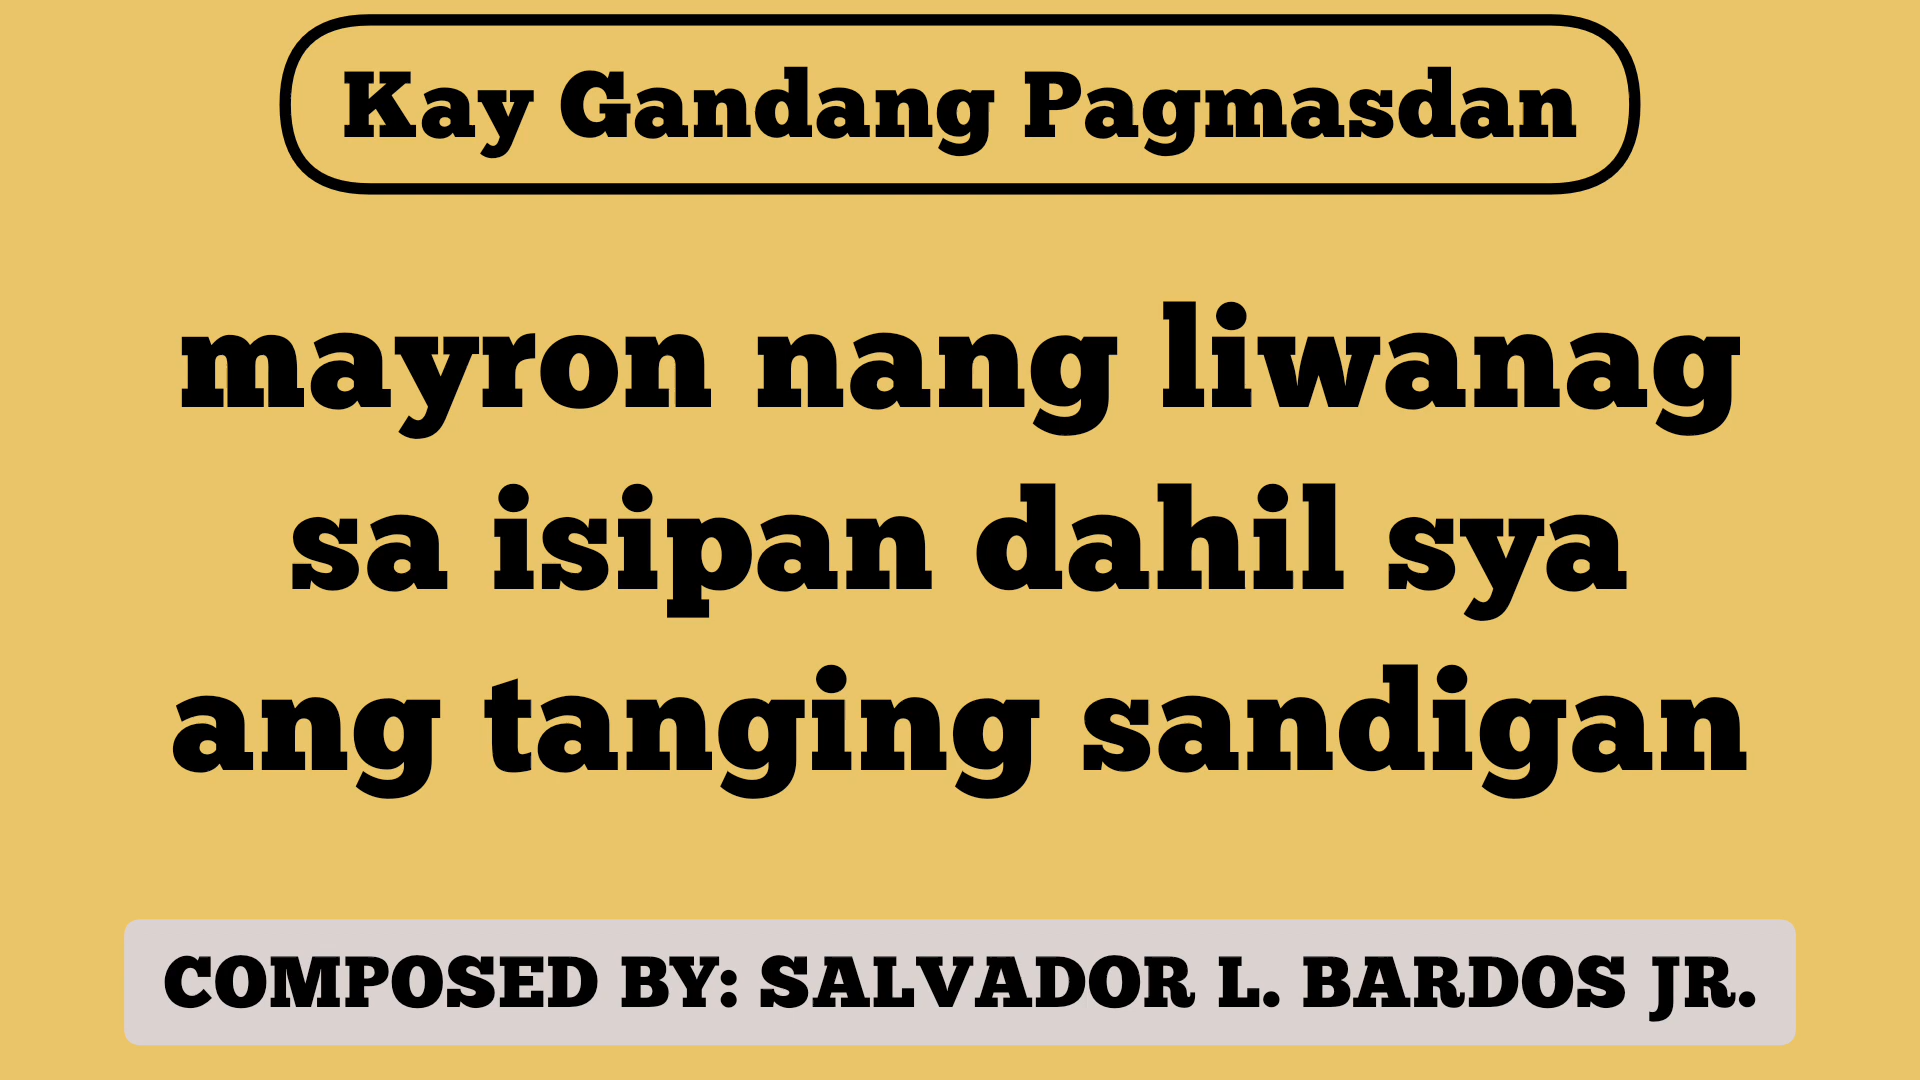 Kay Gandang Pagmasdan
mayron nang liwanag
sa isipan dahil sya
ang tanging sandigan
COMPOSED BY: SALVADOR L. BARDOS JR.